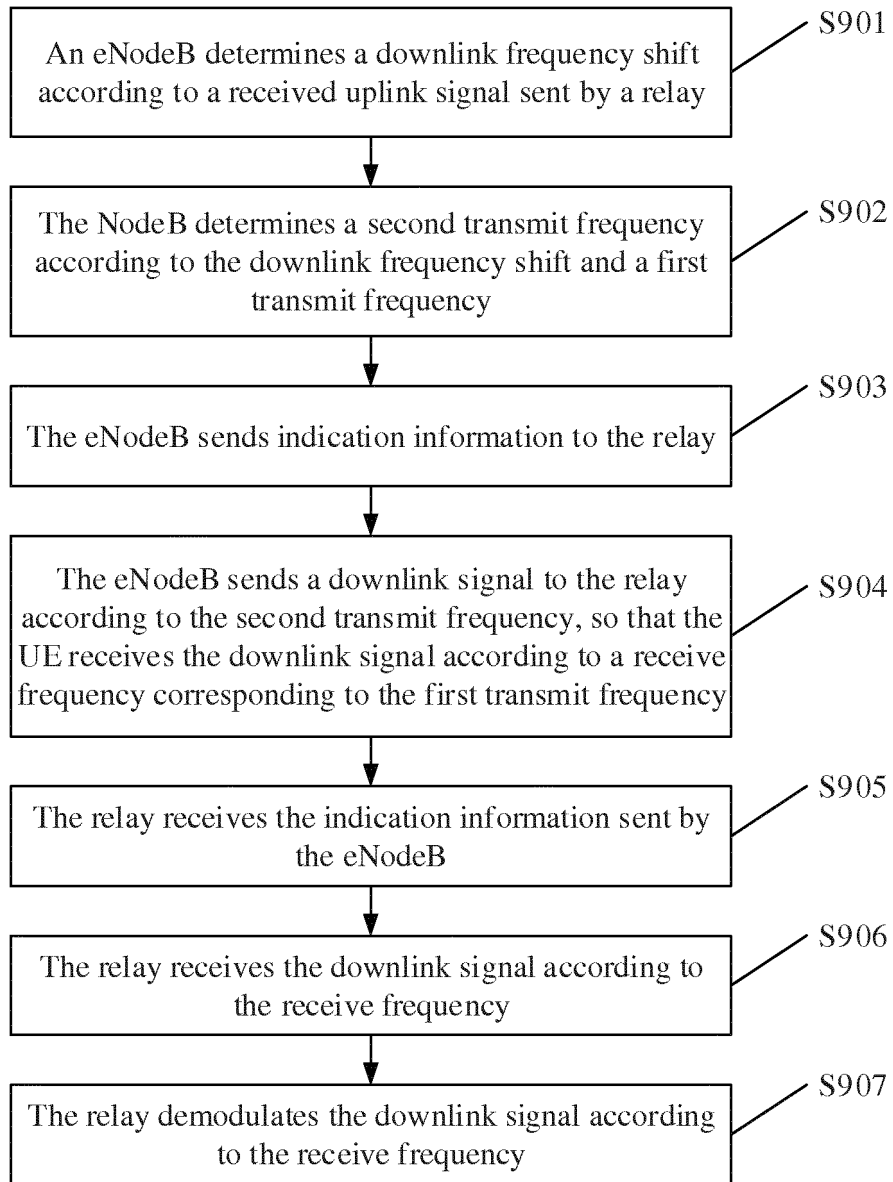 An eNodeB determines a downlink frequency shift
according to a received uplink signal sent by a relay
S901
The NodeB determines a second transmit frequency
according to the downlink frequency shift and a first
transmit frequency
S902
The eNodeB sends indication information to the relay
S903
The eNodeB sends a downlink signal to the relay
according to the second transmit frequency, so that the
UE receives the downlink signal according to a receive
frequency corresponding to the first transmit frequency
S904
The relay receives the indication information sent by
the eNodeB
S905
The relay receives the downlink signal according to
the receive frequency
S906
The relay demodulates the downlink signal according
to the receive frequency
S907